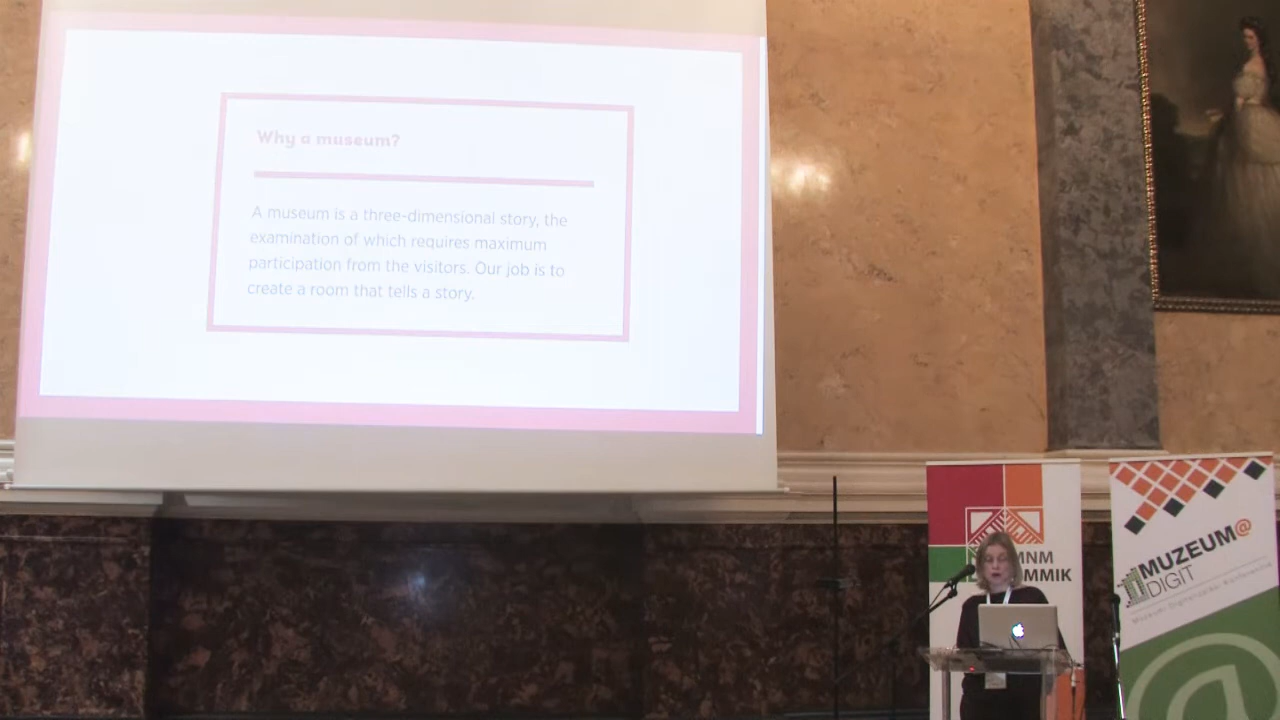 Why a museum?
A museum is a three-dimensional story, the
examination of which requires maximum
participation from the visitors. Our job is to
create a room that tells a story.
MNM
MMIK
MUZEUM@
DIGIT